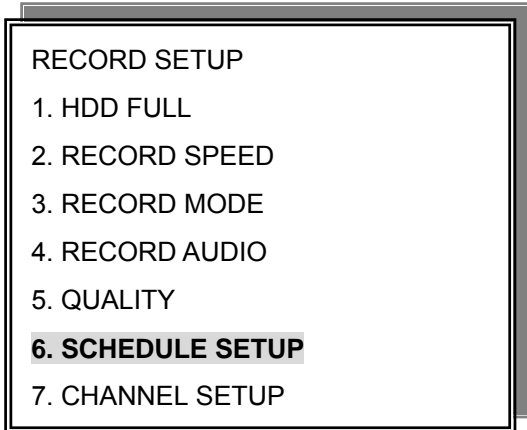 RECORD SETUP
1. HDD FULL
2. RECORD SPEED
3. RECORD MODE
4. RECORD AUDIO
5. QUALITY
6. SCHEDULE SETUP
7. CHANNEL SETUP